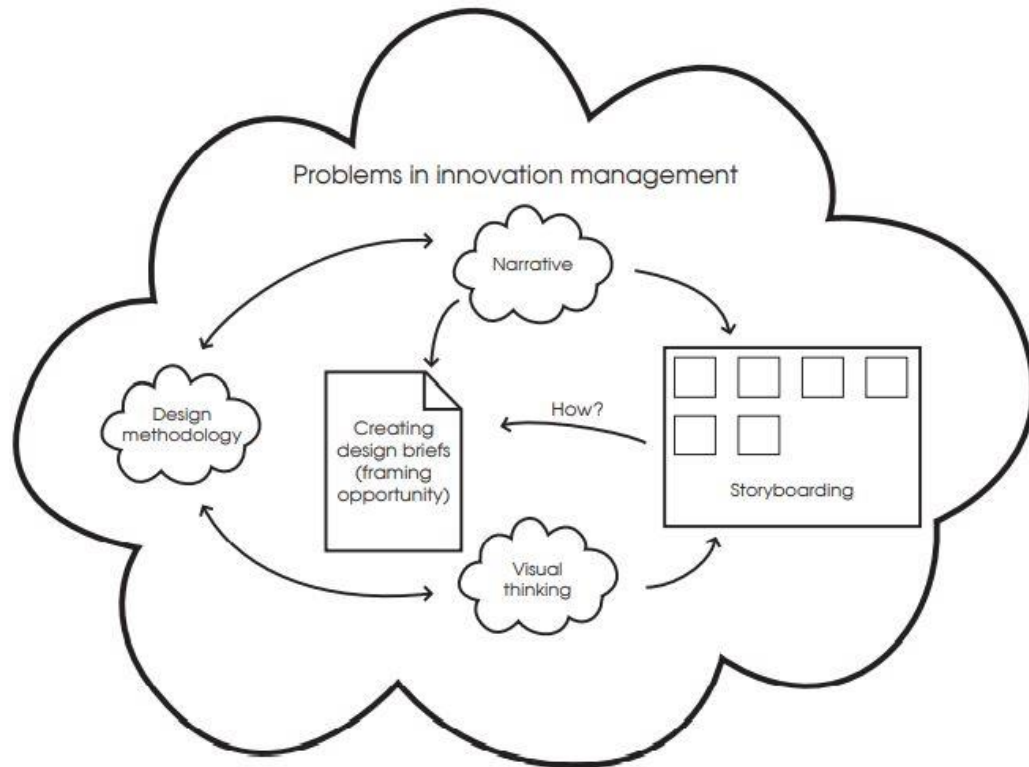 Problems in innovation management
Narrative
Design
methodology
Creating
design briefs
(framing
opportunity)
How?
Storyboarding
Visual
thinking